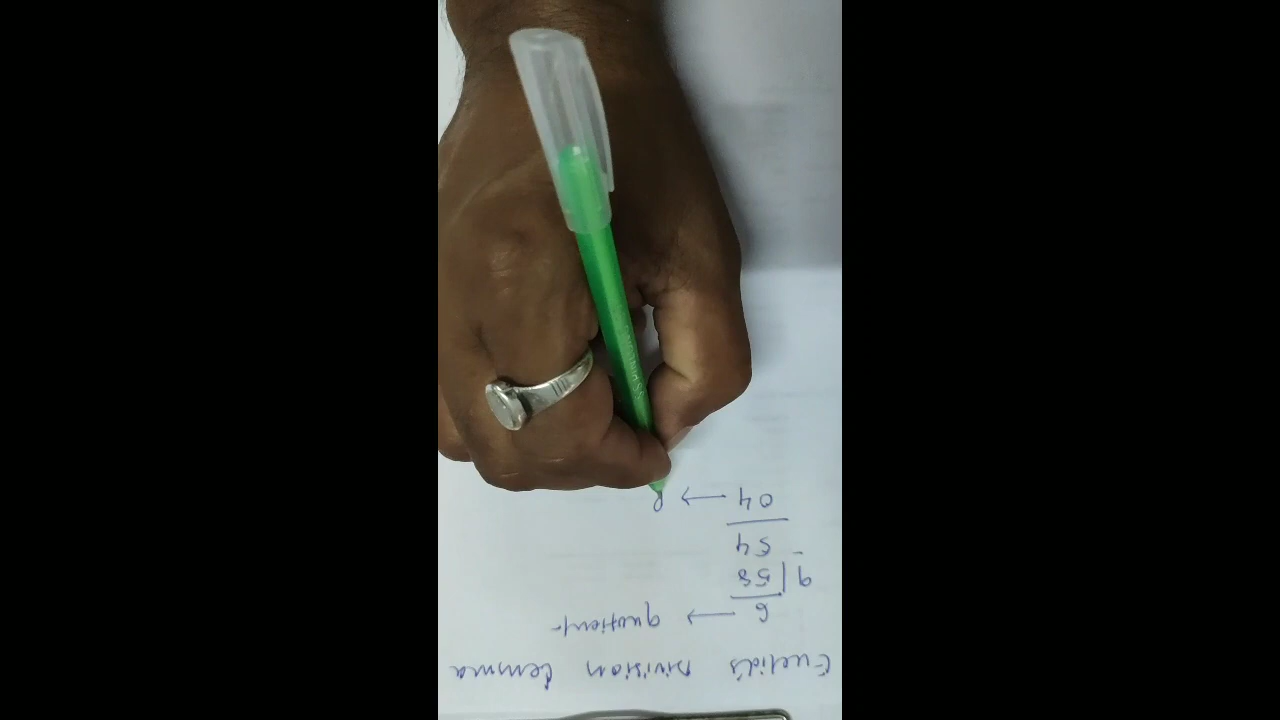 Euclid's Division Lemma
6 → quotient
9|58
- 54
04 → R